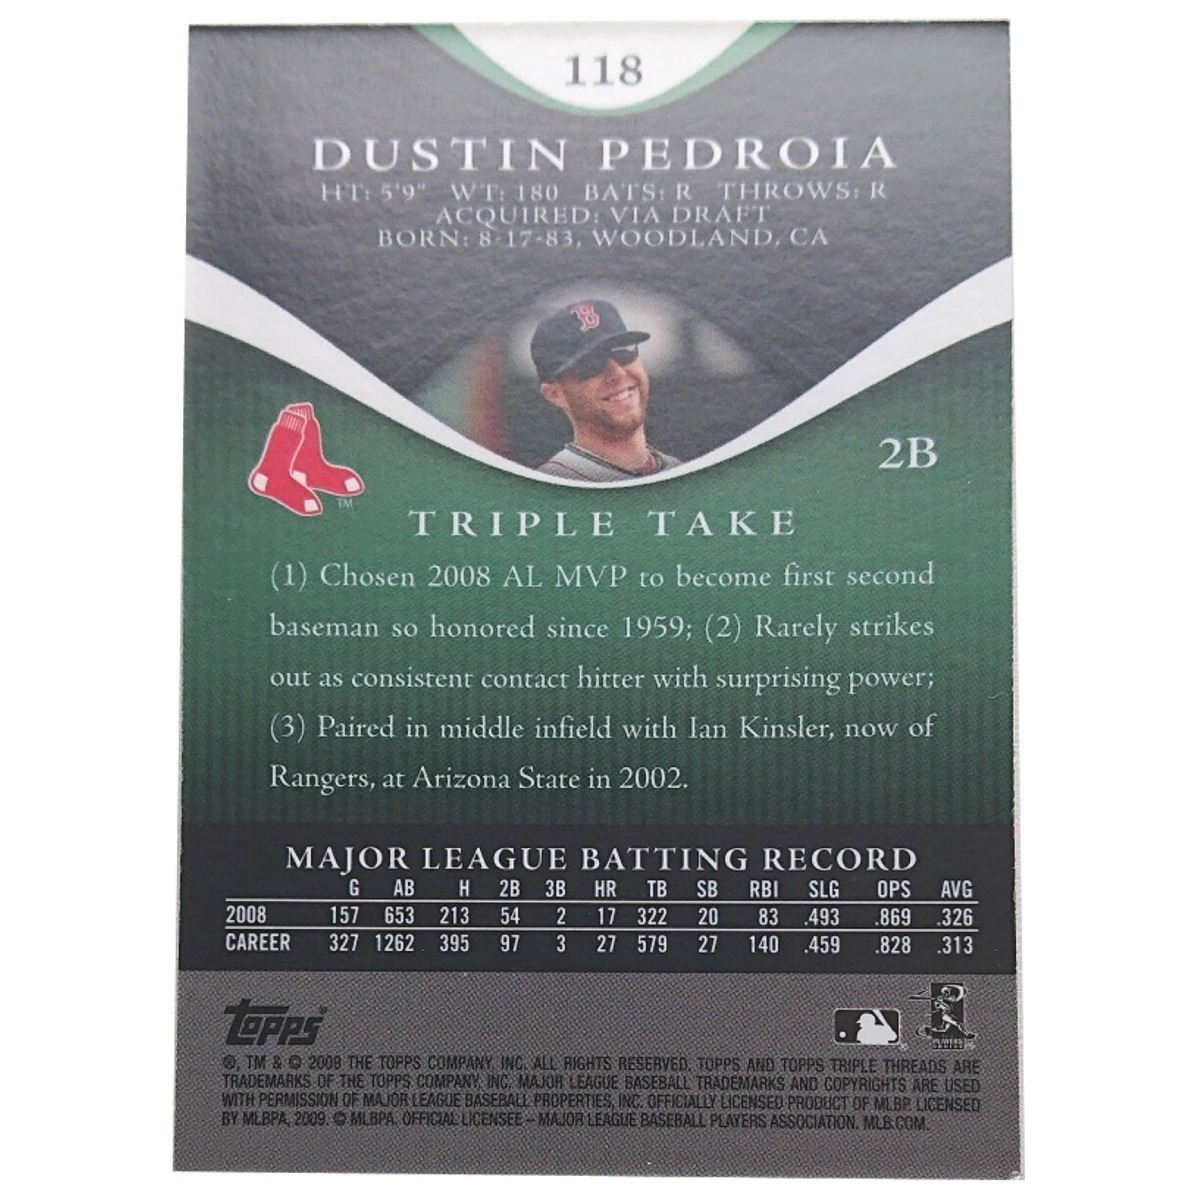 118
DUSTIN PEDROIA
HT: 5'9" WT: 180 BATS: R THROWS: R
ACQUIRED: VIA DRAFT
BORN: 8-17-83, WOODLAND, CA
B
2B
TM
TRIPLE TAKE
(1) Chosen 2008 AL MVP to become first second
baseman so honored since 1959; (2) Rarely strikes
out as consistent contact hitter with surprising power;
(3) Paired in middle infield with Ian Kinsler, now of
Rangers, at Arizona State in 2002.
MAJOR LEAGUE BATTING RECORD
G AB H 2B 3B HR TB SB RBI SLG OPS AVG
2008 157 653 213 54 2 17 322 20 83 .493 .869 .326
CAREER 327 1262 395 97 3 27 579 27 140 .459 .828 .313
Topps
®, TM & © 2009 THE TOPPS COMPANY, INC. ALL RIGHTS RESERVED. TOPPS AND TOPPS TRIPLE THREADS ARE
TRADEMARKS OF THE TOPPS COMPANY, INC. MAJOR LEAGUE BASEBALL TRADEMARKS AND COPYRIGHTS ARE USED
WITH PERMISSION OF MAJOR LEAGUE BASEBALL PROPERTIES, INC. OFFICIALLY LICENSED PRODUCT OF MLBP. LICENSED
BY MLBPA, 2009. © MLBPA. OFFICIAL LICENSEE – MAJOR LEAGUE BASEBALL PLAYERS ASSOCIATION. MLB.COM.